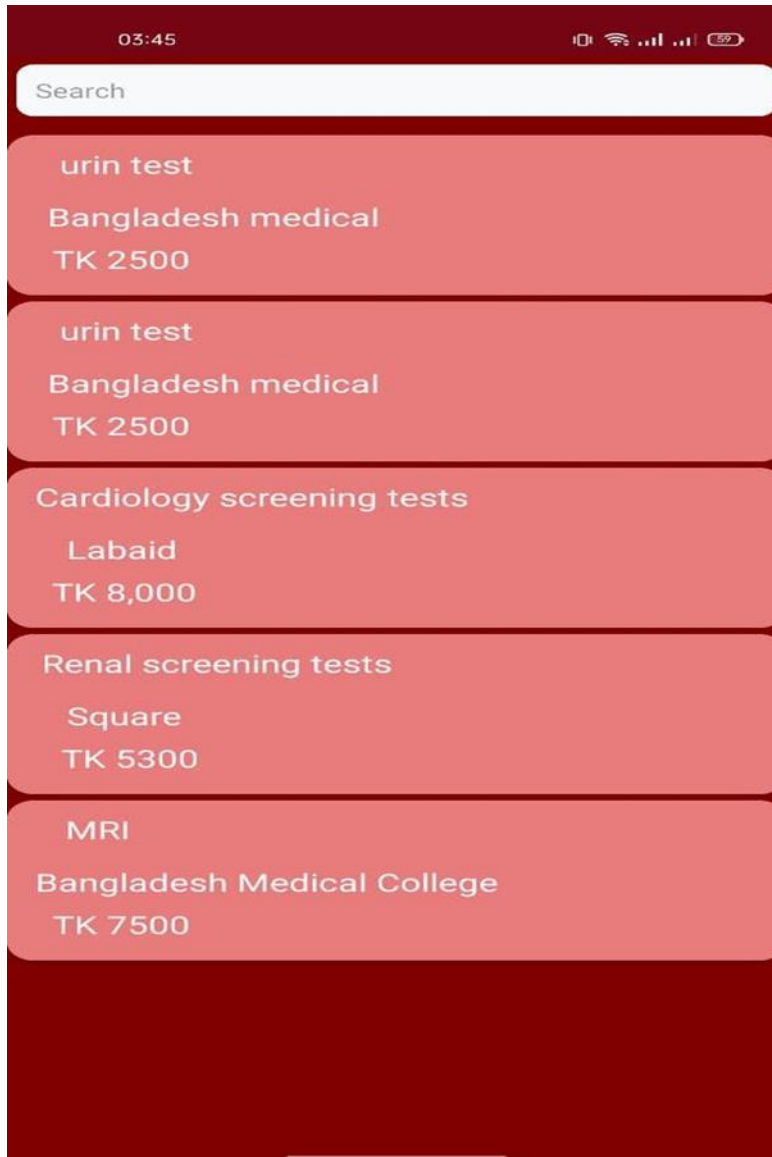 03:45
59
Search
urin test
Bangladesh medical
TK 2500
urin test
Bangladesh medical
TK 2500
Cardiology screening tests
Labaid
TK 8,000
Renal screening tests
Square
TK 5300
MRI
Bangladesh Medical College
TK 7500